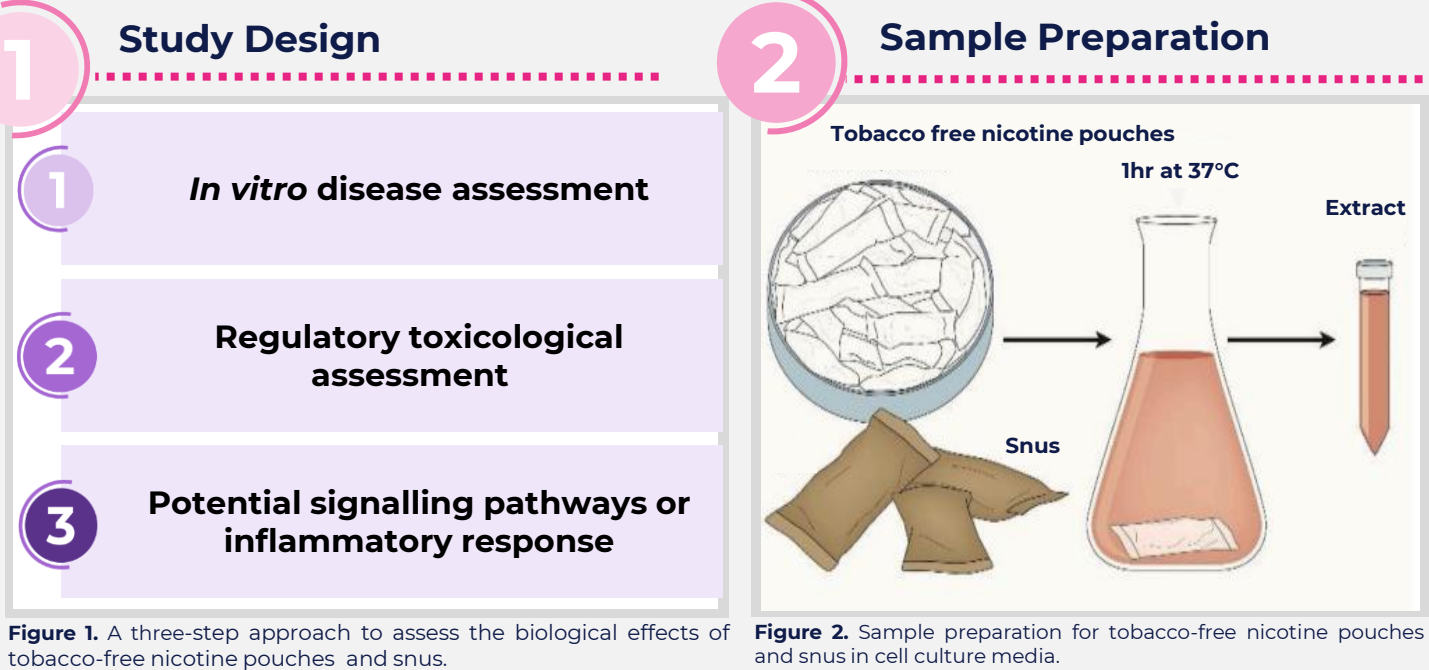 1
Study Design
1
In vitro disease assessment
2
Regulatory toxicological
assessment
3
Potential signalling pathways or
inflammatory response
Figure 1. A three-step approach to assess the biological effects of
tobacco-free nicotine pouches and snus.
2
Sample Preparation
Tobacco free nicotine pouches
1hr at 37°C
Extract
Snus
Figure 2. Sample preparation for tobacco-free nicotine pouches
and snus in cell culture media.